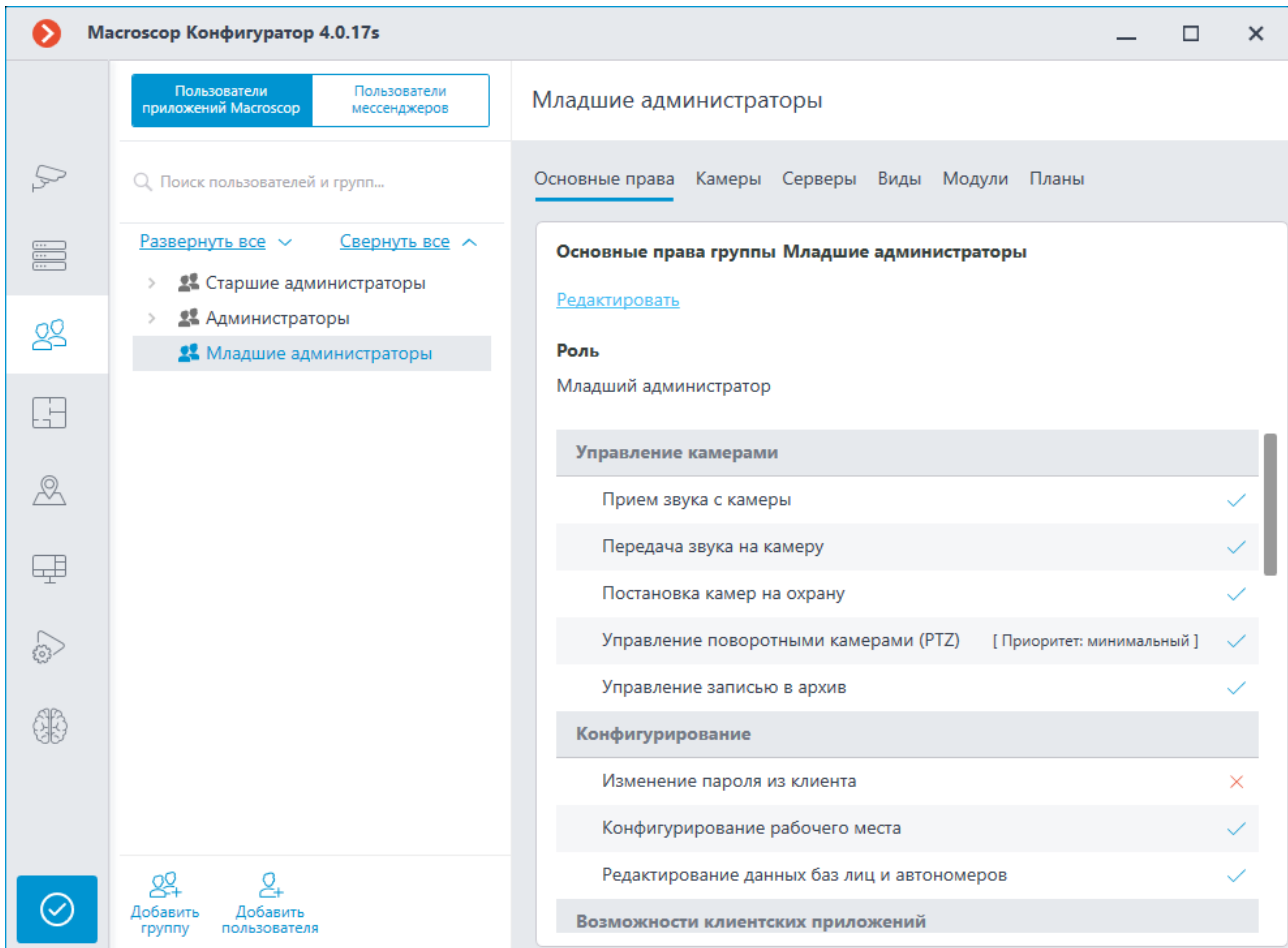 Macroscop Конфигуратор 4.0.17s
Пользователи
приложений Macroscop
Пользователи
мессенджеров
Поиск пользователей и групп...
Развернуть все
Свернуть все
Старшие администраторы
Администраторы
Младшие администраторы
Добавить
группу
Добавить
пользователя
Младшие администраторы
Основные права Камеры Серверы Виды Модули Планы
Основные права группы Младшие администраторы
Редактировать
Роль
Младший администратор
Управление камерами
Прием звука с камеры
Передача звука на камеру
Постановка камер на охрану
Управление поворотными камерами (PTZ) [ Приоритет: минимальный ]
Управление записью в архив
Конфигурирование
Изменение пароля из клиента
Конфигурирование рабочего места
Редактирование данных баз лиц и автономеров
Возможности клиентских приложений